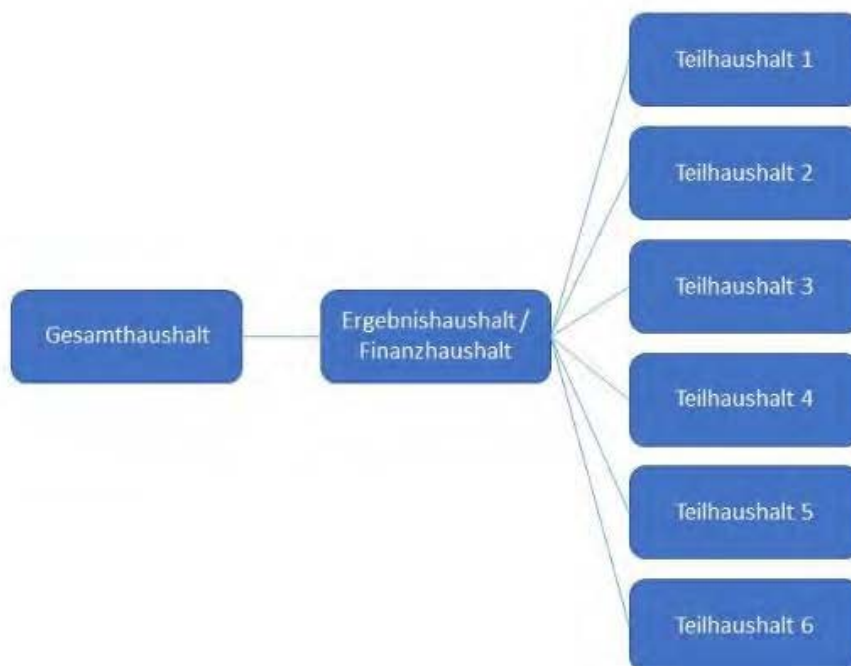 Teilhaushalt 1
Teilhaushalt 2
Teilhaushalt 3
Gesamthaushalt
Ergebnishaushalt /
Finanzhaushalt
Teilhaushalt 4
Teilhaushalt 5
Teilhaushalt 6